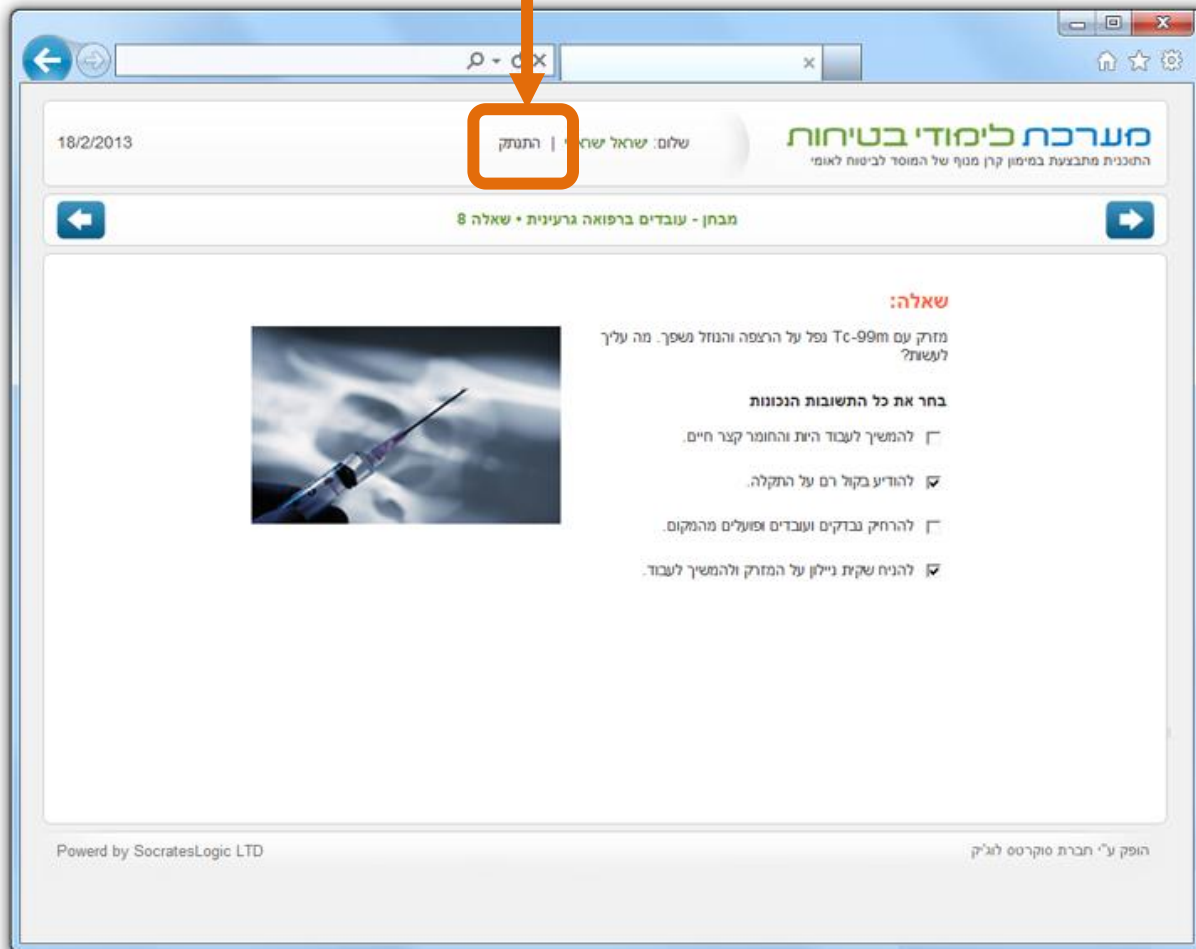 מערכת לימודי בטיחות
התוכנית מתבצעת במימון קרן מנוף של המוסד לביטוח לאומי
שלום: ישראל | התנתק
18/2/2013
מבחן - עובדים ברפואה גרעינית • שאלה 8
שאלה:
מזרק עם Tc-99m נפל על הרצפה והנוזל נשפך. מה עליך
לעשות?
בחר את כל התשובות הנכונות
להמשיך לעבוד היות והחומר קצר חיים.
להודיע בקול רם על התקלה.
להרחיק נבדקים ועובדים ופועלים מהמקום.
להניח שקית ניילון על המזרק ולהמשיך לעבוד.
הופק ע"י חברת סוקרטס לוג'יק
Powerd by SocratesLogic LTD